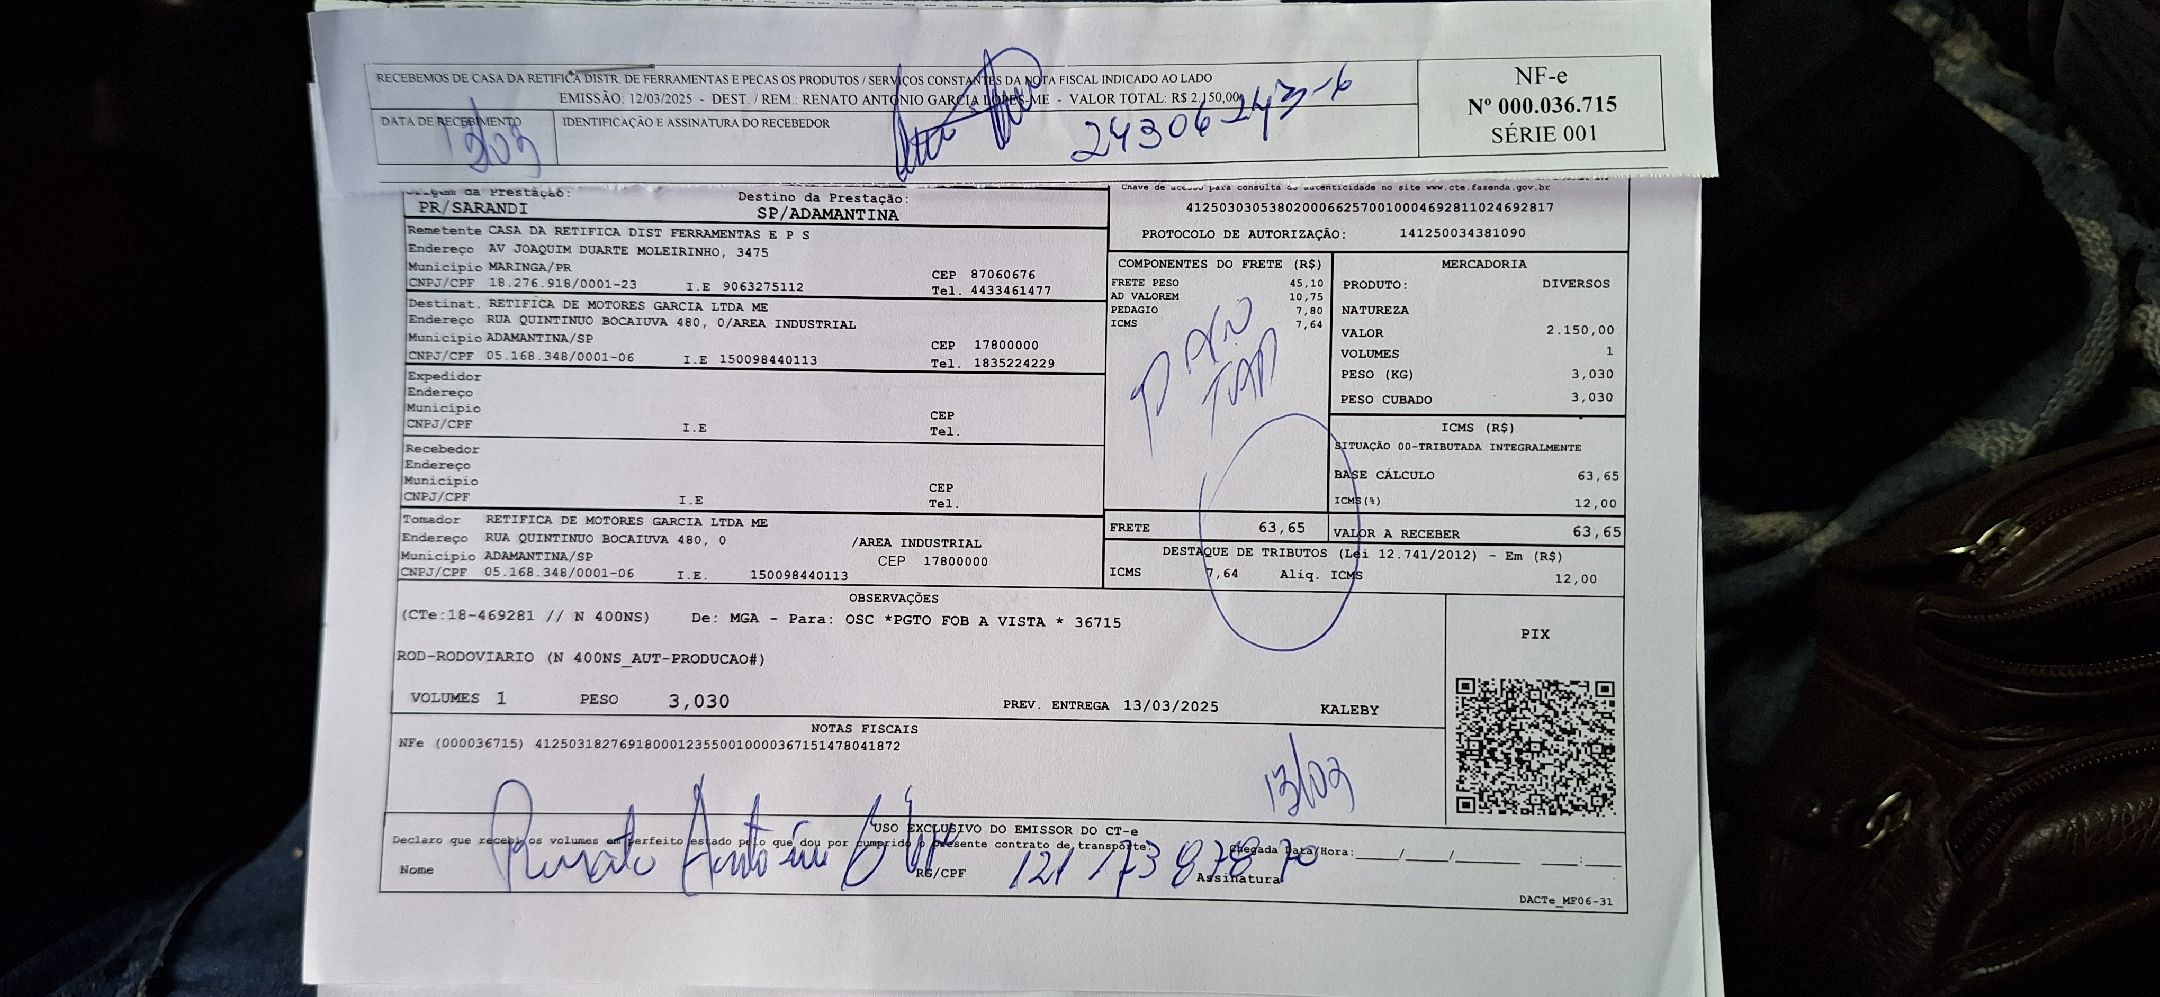 RECEBEMOS DE CASA DA RETIFICA DISTR. DE FERRAMENTAS E PECAS OS PRODUTOS / SERVIÇOS CONSTANTES DA NOTA FISCAL INDICADO AO LADO
EMISSÃO: 12/03/2025 - DEST. / REM.: RENATO ANTONIO GARCIA LOPES-ME - VALOR TOTAL: R$ 2.150,00
DATA DE RECEBIMENTO
13/03
IDENTIFICAÇÃO E ASSINATURA DO RECEBEDOR
24306243-6
NF-e
Nº 000.036.715
SÉRIE 001
Origem da Prestação:
PR/SARANDI
Destino da Prestação:
SP/ADAMANTINA
Chave de acesso para consulta de autenticidade no site www.cte.fazenda.gov.br
41250303053802000662570010004692811024692817
PROTOCOLO DE AUTORIZAÇÃO: 141250034381090
Remetente CASA DA RETIFICA DIST FERRAMENTAS E P S
Endereço AV JOAQUIM DUARTE MOLEIRINHO, 3475
Município MARINGA/PR CEP 87060676
CNPJ/CPF 18.276.918/0001-23 I.E 9063275112 Tel. 4433461477
Destinat. RETIFICA DE MOTORES GARCIA LTDA ME
Endereço RUA QUINTINUO BOCAIUVA 480, 0/AREA INDUSTRIAL
Município ADAMANTINA/SP CEP 17800000
CNPJ/CPF 05.168.348/0001-06 I.E 150098440113 Tel. 1835224229
Expedidor
Endereço
Município CEP
CNPJ/CPF I.E Tel.
Recebedor
Endereço
Município CEP
CNPJ/CPF I.E Tel.
Tomador RETIFICA DE MOTORES GARCIA LTDA ME
Endereço RUA QUINTINUO BOCAIUVA 480, 0 /AREA INDUSTRIAL
Município ADAMANTINA/SP CEP 17800000
CNPJ/CPF 05.168.348/0001-06 I.E. 150098440113
COMPONENTES DO FRETE (R$)
FRETE PESO 45,10
AD VALOREM 10,75
PEDAGIO 7,80
ICMS 7,64
FRETE 63,65
MERCADORIA
PRODUTO: DIVERSOS
NATUREZA
VALOR 2.150,00
VOLUMES 1
PESO (KG) 3,030
PESO CUBADO 3,030
ICMS (R$)
SITUAÇÃO 00-TRIBUTADA INTEGRALMENTE
BASE CÁLCULO 63,65
ICMS(%) 12,00
VALOR A RECEBER 63,65
DESTAQUE DE TRIBUTOS (Lei 12.741/2012) - Em (R$)
ICMS 7,64 Aliq. ICMS 12,00
OBSERVAÇÕES
(CTe:18-469281 // N 400NS) De: MGA - Para: OSC *PGTO FOB A VISTA * 36715
ROD-RODOVIARIO (N 400NS_AUT-PRODUCAO#)
VOLUMES 1 PESO 3,030 PREV. ENTREGA 13/03/2025 KALEBY
PIX
NOTAS FISCAIS
NFe (000036715) 41250318276918000123550010000367151478041872
13/03
USO EXCLUSIVO DO EMISSOR DO CT-e
Declaro que recebi os volumes em perfeito estado pelo que dou por cumprido o presente contrato de transporte. Chegada Data/Hora:____/____/______ ___:___
Nome Renato Antonio RG/CPF 12117387870 Assinatura
DACTe_MF06-31